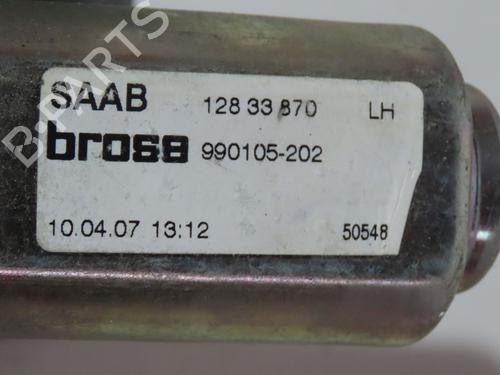 SAAB 128 33 870 LH
brose 990105-202
10.04.07 13:12 50548
B-PARTS